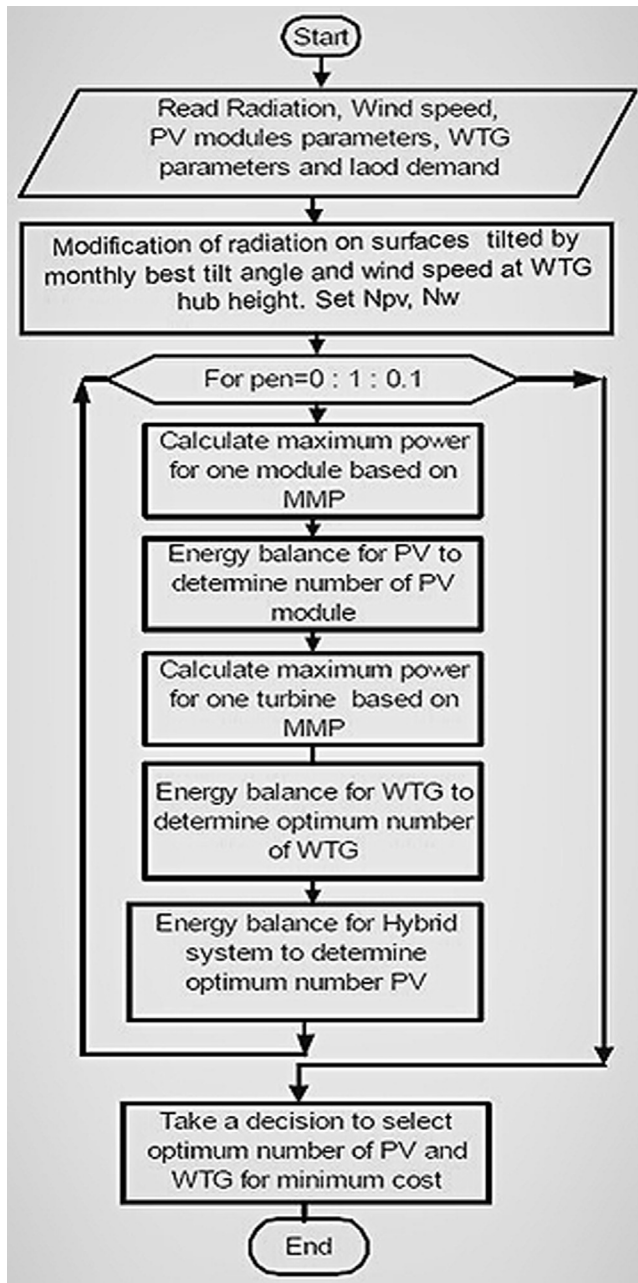 Start
Read Radiation, Wind speed,
PV modules parameters, WTG
parameters and laod demand
Modification of radiation on surfaces tilted by
monthly best tilt angle and wind speed at WTG
hub height. Set Npv, Nw
For pen=0 : 1 : 0.1
Calculate maximum power
for one module based on
MMP
Energy balance for PV to
determine number of PV
module
Calculate maximum power
for one turbine based on
MMP
Energy balance for WTG to
determine optimum number
of WTG
Energy balance for Hybrid
system to determine
optimum number PV
Take a decision to select
optimum number of PV and
WTG for minimum cost
End